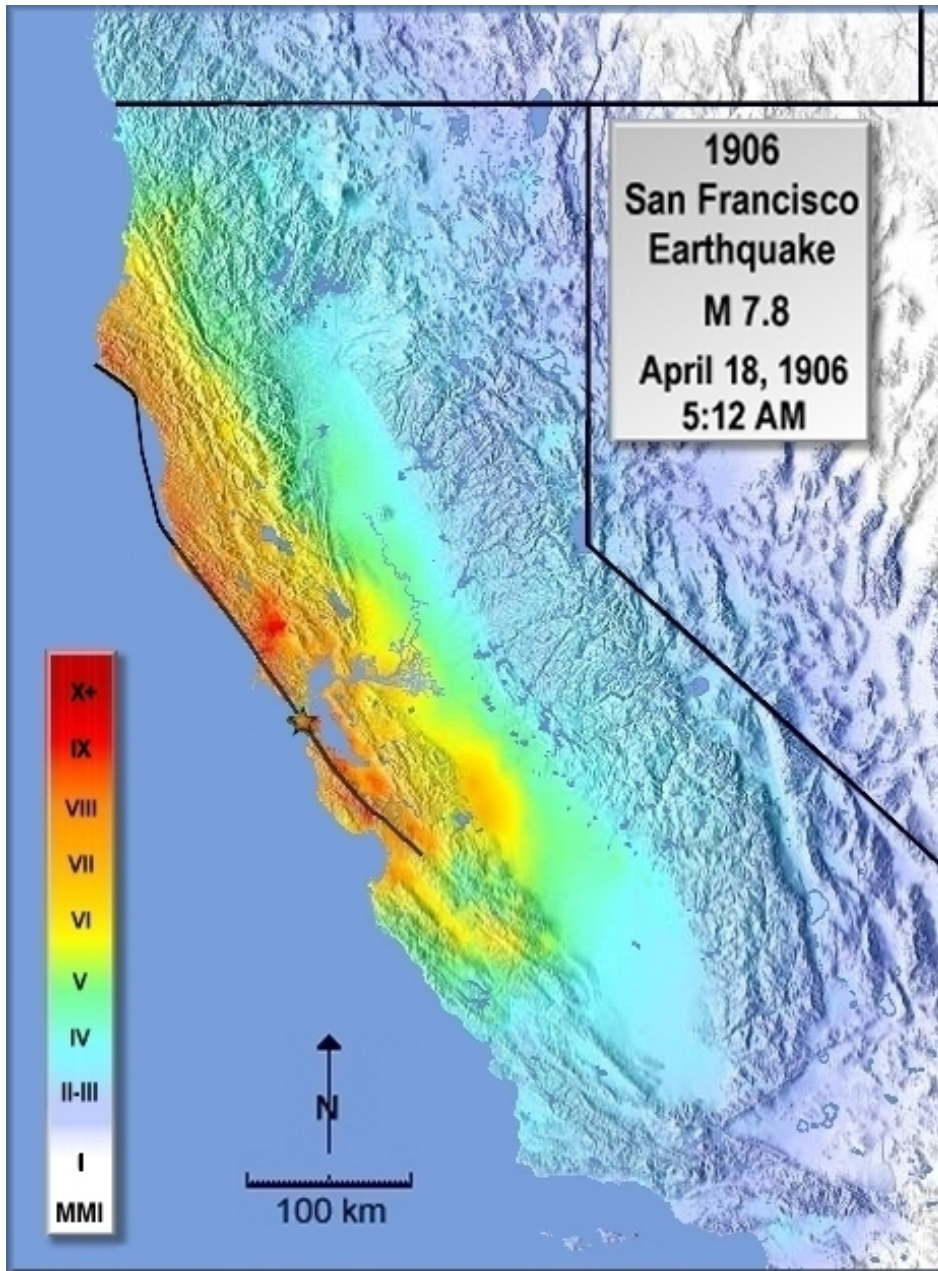 1906
San Francisco
Earthquake
M 7.8
April 18, 1906
5:12 AM
X+
IX
VIII
VII
VI
V
IV
II-III
I
MMI
N
100 km